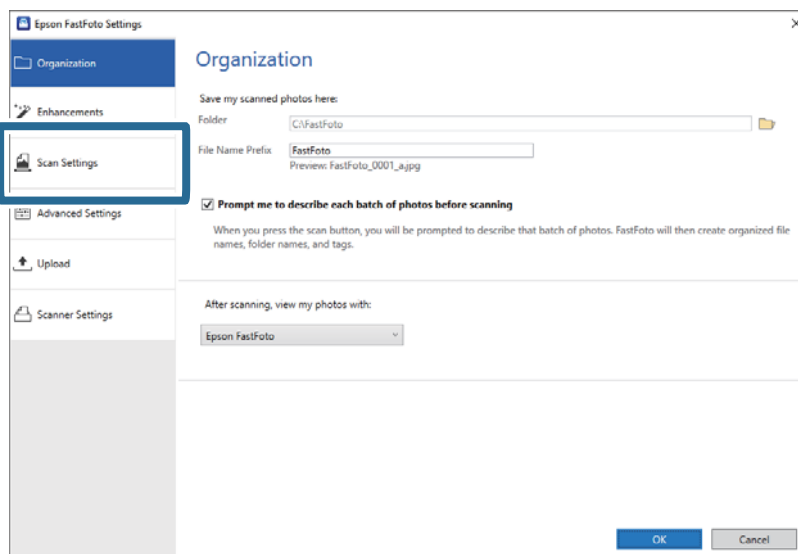 Epson FastFoto Settings
Organization
Enhancements
Scan Settings
Advanced Settings
Upload
Scanner Settings
Organization
Save my scanned photos here:
Folder
C:\FastFoto
File Name Prefix
FastFoto
Preview: FastFoto_0001_a.jpg
Prompt me to describe each batch of photos before scanning
When you press the scan button, you will be prompted to describe that batch of photos. FastFoto will then create organized file
names, folder names, and tags.
After scanning, view my photos with:
Epson FastFoto
OK
Cancel